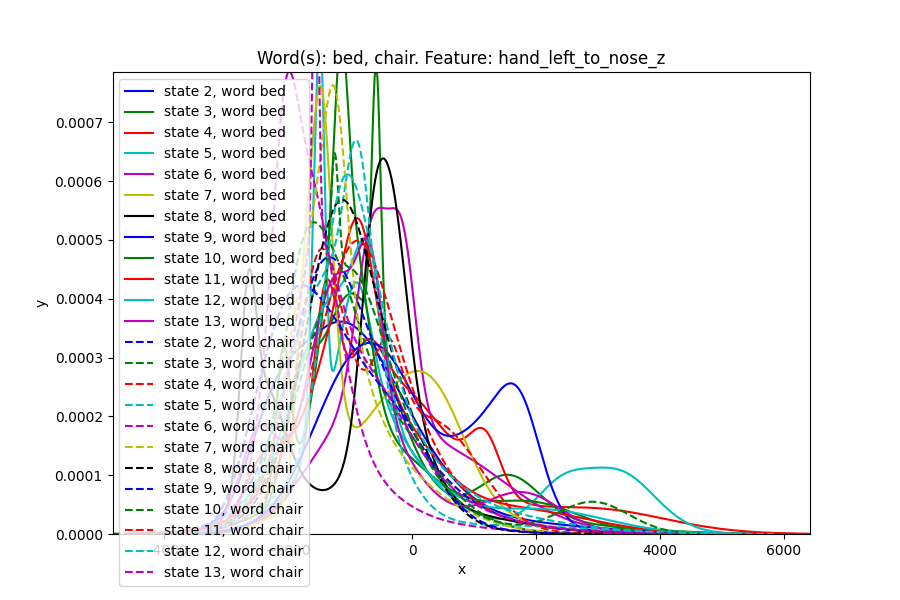 Word(s): bed, chair. Feature: hand_left_to_nose_z
y
0.0007
0.0006
0.0005
0.0004
0.0003
0.0002
0.0001
0.0000
state 2, word bed
state 3, word bed
state 4, word bed
state 5, word bed
state 6, word bed
state 7, word bed
state 8, word bed
state 9, word bed
state 10, word bed
state 11, word bed
state 12, word bed
state 13, word bed
state 2, word chair
state 3, word chair
state 4, word chair
state 5, word chair
state 6, word chair
state 7, word chair
state 8, word chair
state 9, word chair
state 10, word chair
state 11, word chair
state 12, word chair
state 13, word chair
0 2000 4000 6000
x